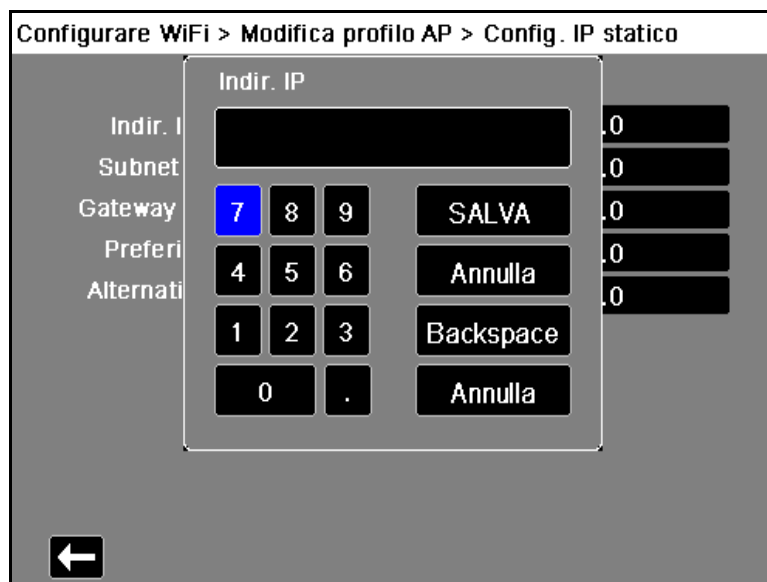 Configurare WiFi > Modifica profilo AP > Config. IP statico
Indir. IP
Indir. I
.0
Subnet
.0
Gateway
7 8 9 SALVA
.0
Preferi
4 5 6 Annulla
.0
Alternati
.0
1 2 3 Backspace
0 . Annulla